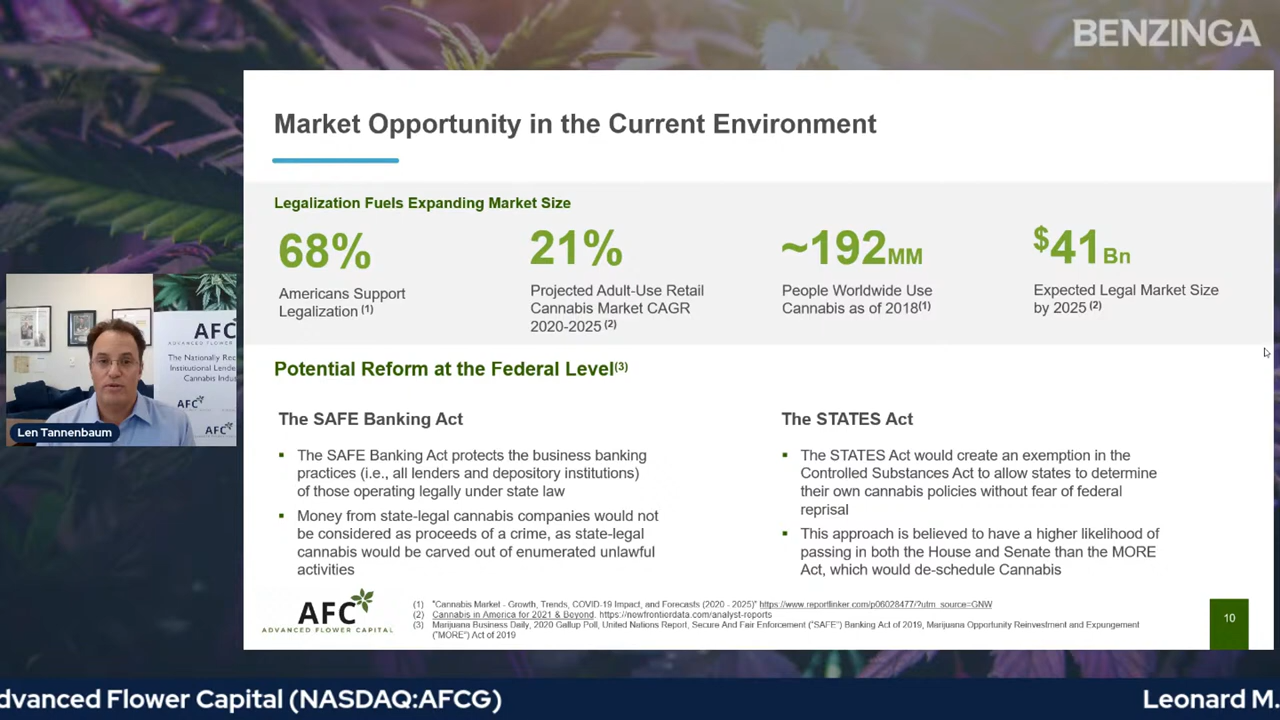 BENZINGA
Market Opportunity in the Current Environment
Legalization Fuels Expanding Market Size
68%
Americans Support
Legalization (1)
21%
Projected Adult-Use Retail
Cannabis Market CAGR
2020-2025 (2)
~192MM
People Worldwide Use
Cannabis as of 2018(1)
$41Bn
Expected Legal Market Size
by 2025 (2)
Potential Reform at the Federal Level(3)
The SAFE Banking Act
▪ The SAFE Banking Act protects the business banking
practices (i.e., all lenders and depository institutions)
of those operating legally under state law
▪ Money from state-legal cannabis companies would not
be considered as proceeds of a crime, as state-legal
cannabis would be carved out of enumerated unlawful
activities
The STATES Act
▪ The STATES Act would create an exemption in the
Controlled Substances Act to allow states to determine
their own cannabis policies without fear of federal
reprisal
▪ This approach is believed to have a higher likelihood of
passing in both the House and Senate than the MORE
Act, which would de-schedule Cannabis
AFC
ADVANCED FLOWER CAPITAL
(1) "Cannabis Market - Growth, Trends, COVID-19 Impact, and Forecasts (2020 - 2025)" https://www.reportlinker.com/p06028477/?utm_source=GNW
(2) Cannabis in America for 2021 & Beyond. https://newfrontierdata.com/analyst-reports
(3) Marijuana Business Daily, 2020 Gallup Poll, United Nations Report, Secure And Fair Enforcement ("SAFE") Banking Act of 2019, Marijuana Opportunity Reinvestment and Expungement
("MORE") Act of 2019
10
AFC
ADVANCED FLOWER
The Nationally Rec
Institutional Lende
Cannabis Indus
AFC
AFC
Len Tannenbaum
dvanced Flower Capital (NASDAQ:AFCG)
Leonard M.